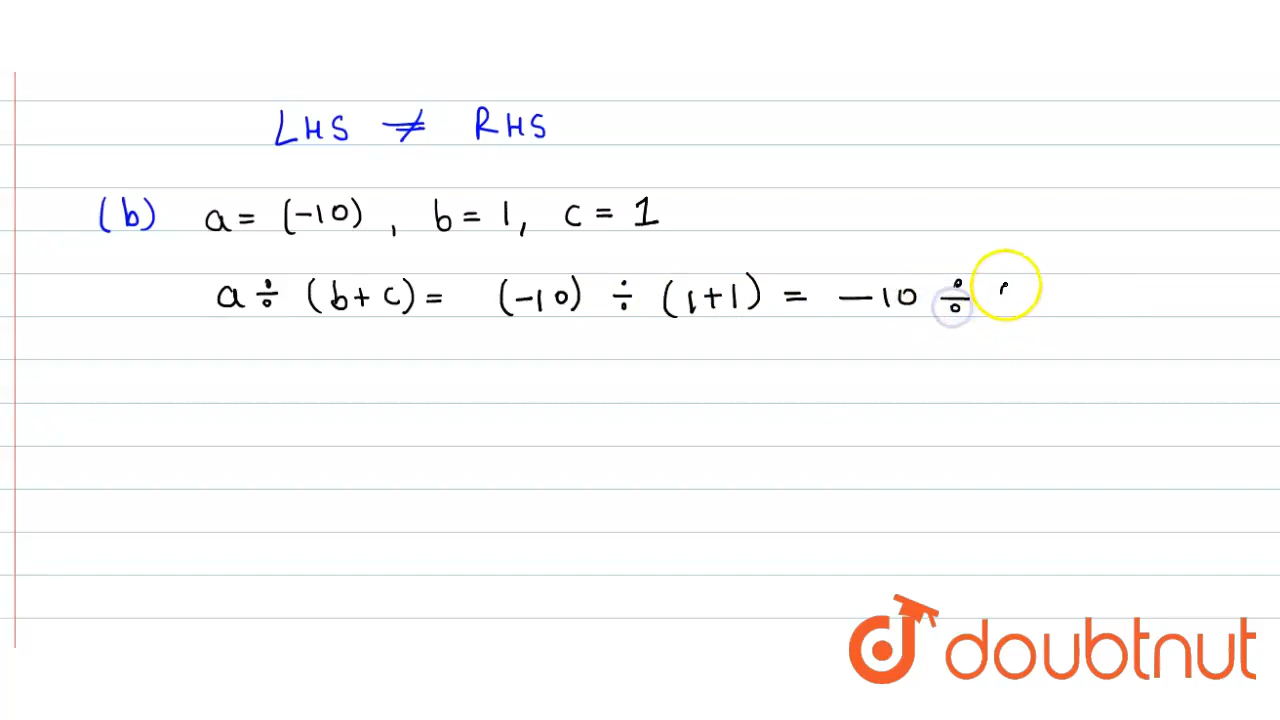 LHS ≠ RHS
(b) a = (-10), b = 1, c = 1
a ÷ (b + c) = (-10) ÷ (1 + 1) = -10 ÷
doubtnut